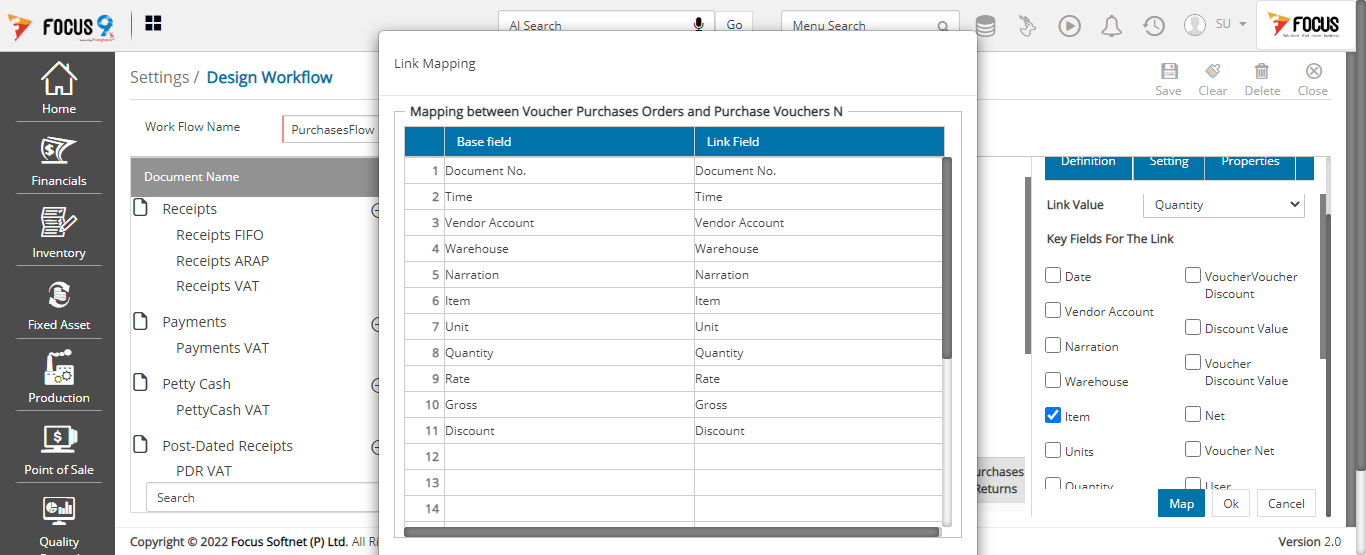 FOCUS 9
AI Search
Go
Menu Search
SU
FOCUS
Home
Financials
Inventory
Fixed Asset
Production
Point of Sale
Quality
Settings / Design Workflow
Save
Clear
Delete
Close
Work Flow Name
PurchasesFlow
Document Name
Receipts
Receipts FIFO
Receipts ARAP
Receipts VAT
Payments
Payments VAT
Petty Cash
PettyCash VAT
Post-Dated Receipts
PDR VAT
Search
Link Mapping
Mapping between Voucher Purchases Orders and Purchase Vouchers N
Base field Link Field
1 Document No. Document No.
2 Time Time
3 Vendor Account Vendor Account
4 Warehouse Warehouse
5 Narration Narration
6 Item Item
7 Unit Unit
8 Quantity Quantity
9 Rate Rate
10 Gross Gross
11 Discount Discount
12
13
14
urchases
Returns
Definition
Setting
Properties
Link Value
Quantity
Key Fields For The Link
Date
Vendor Account
Narration
Warehouse
Item
Units
Quantity
VoucherVoucher
Discount
Discount Value
Voucher
Discount Value
Net
Voucher Net
User
Map
Ok
Cancel
Copyright © 2022 Focus Softnet (P) Ltd. All Ri
Version 2.0